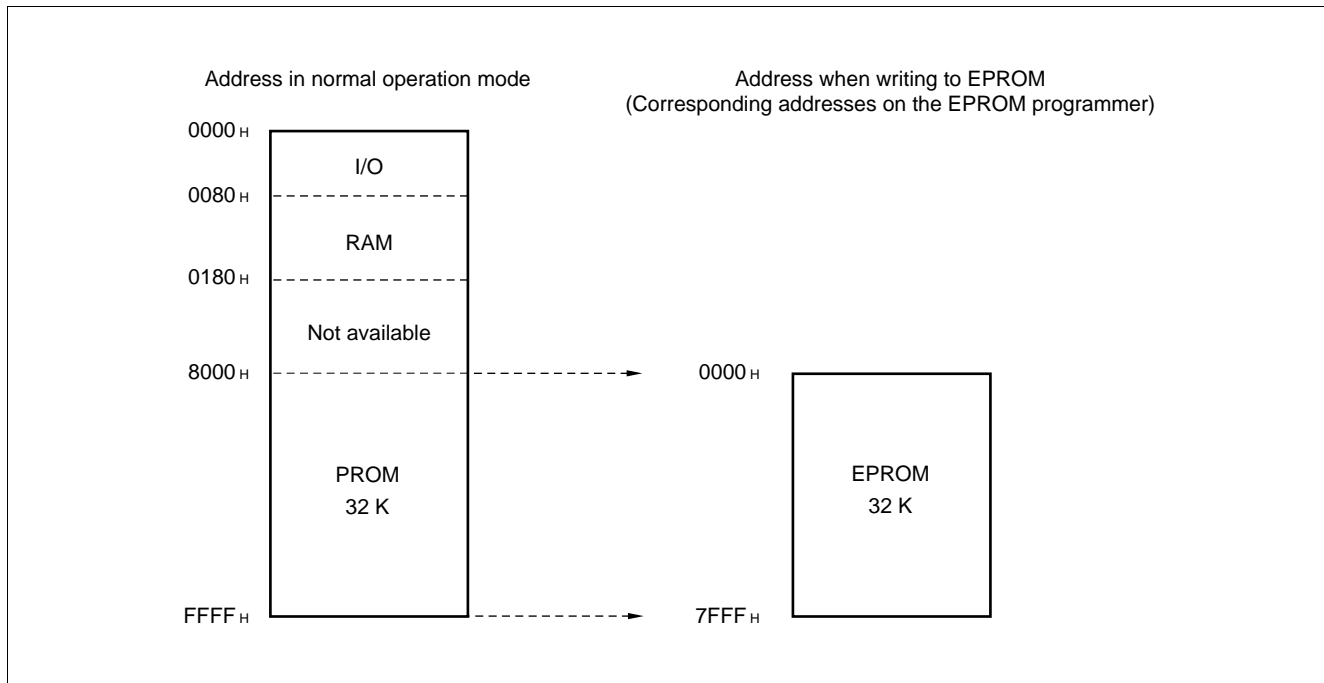 Address in normal operation mode
Address when writing to EPROM
(Corresponding addresses on the EPROM programmer)
0000 H
I/O
0080 H
RAM
0180 H
Not available
8000 H
0000 H
PROM
32 K
EPROM
32 K
FFFF H
7FFF H